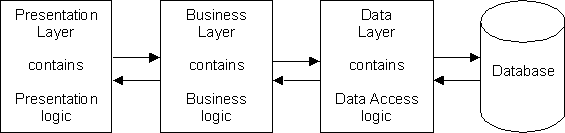 Presentation
Layer
contains
Presentation
logic
Business
Layer
contains
Business
logic
Data
Layer
contains
Data Access
logic
Database